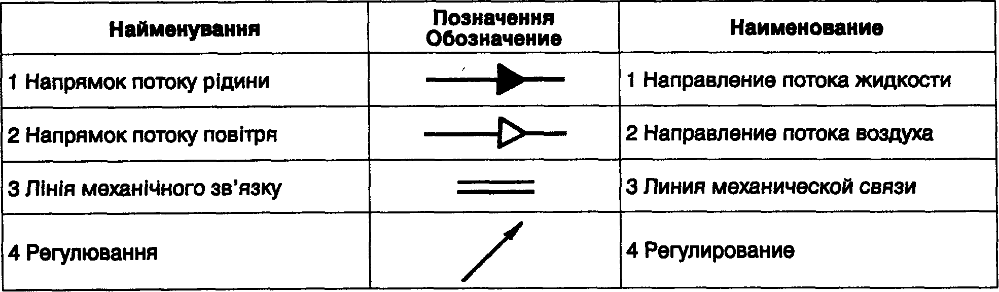 Найменування
Позначення
Обозначение
Наименование
1 Напрямок потоку рідини
1 Направление потока жидкости
2 Напрямок потоку повітря
2 Направление потока воздуха
3 Лінія механічного зв’язку
3 Линия механической связи
4 Регулювання
4 Регулирование